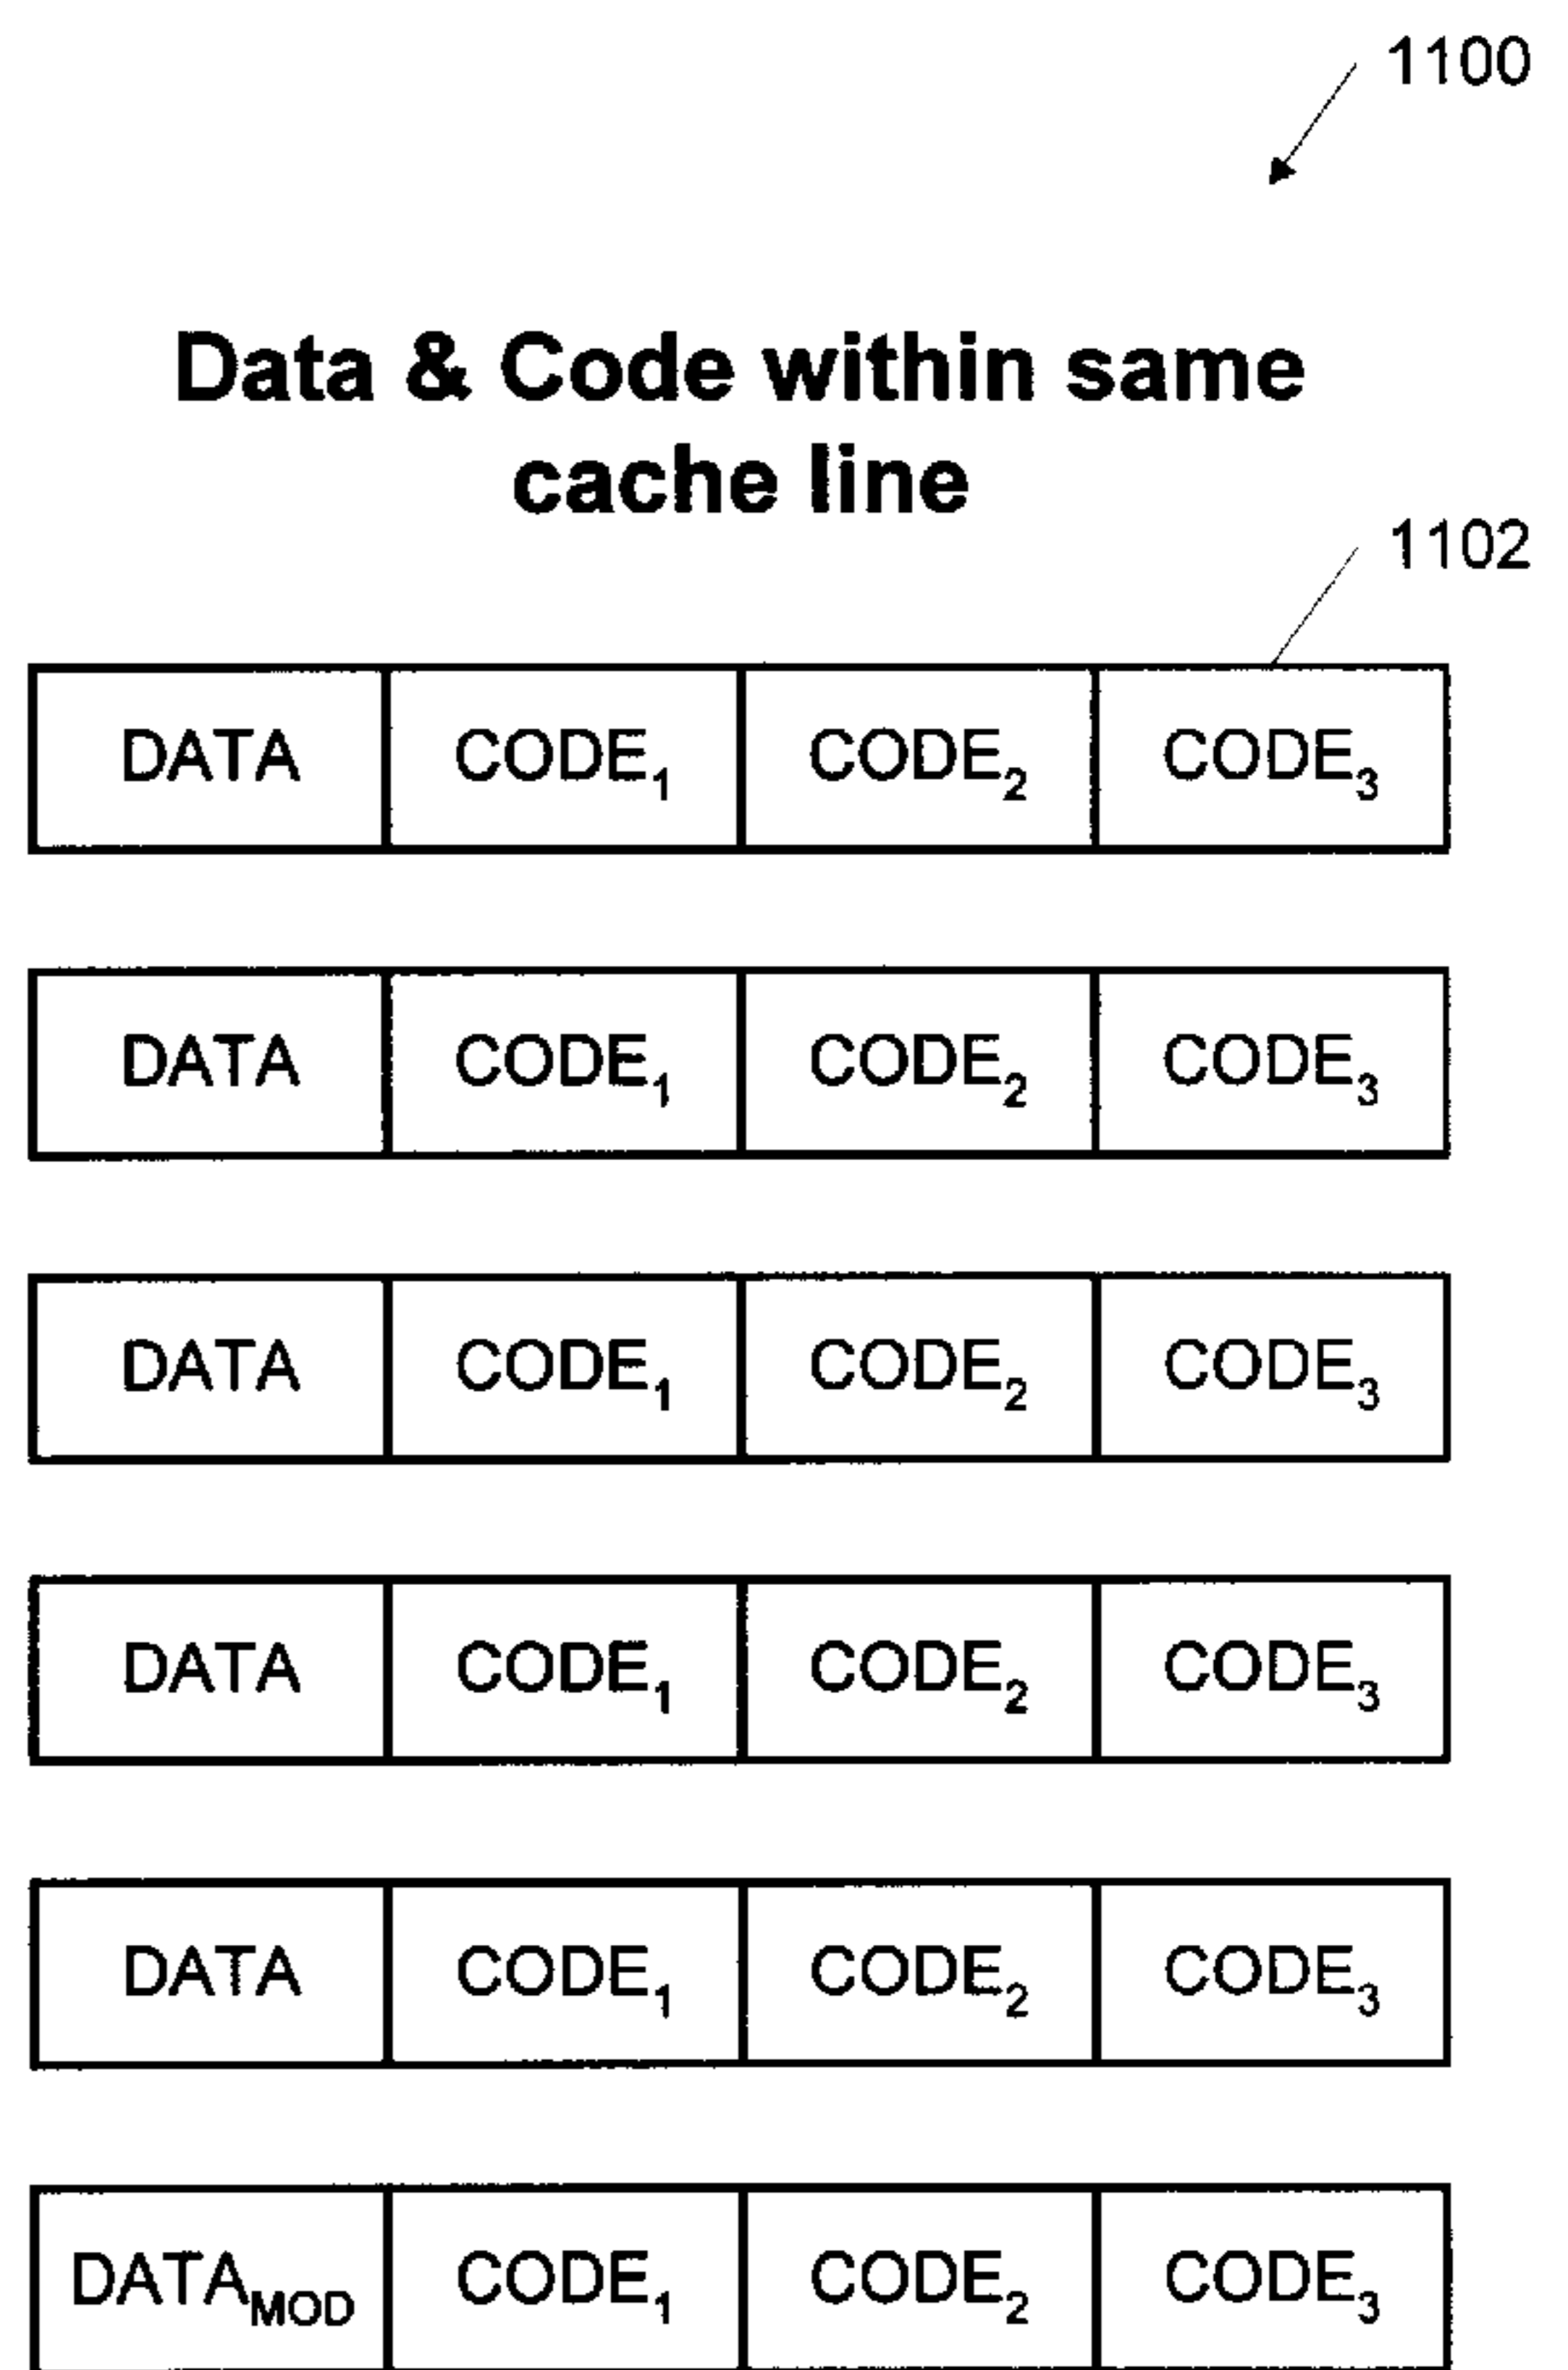 1100
Data & Code within same
cache line
1102
DATA CODE₁ CODE₂ CODE₃
DATA CODE₁ CODE₂ CODE₃
DATA CODE₁ CODE₂ CODE₃
DATA CODE₁ CODE₂ CODE₃
DATA CODE₁ CODE₂ CODE₃
DATAMOD CODE₁ CODE₂ CODE₃